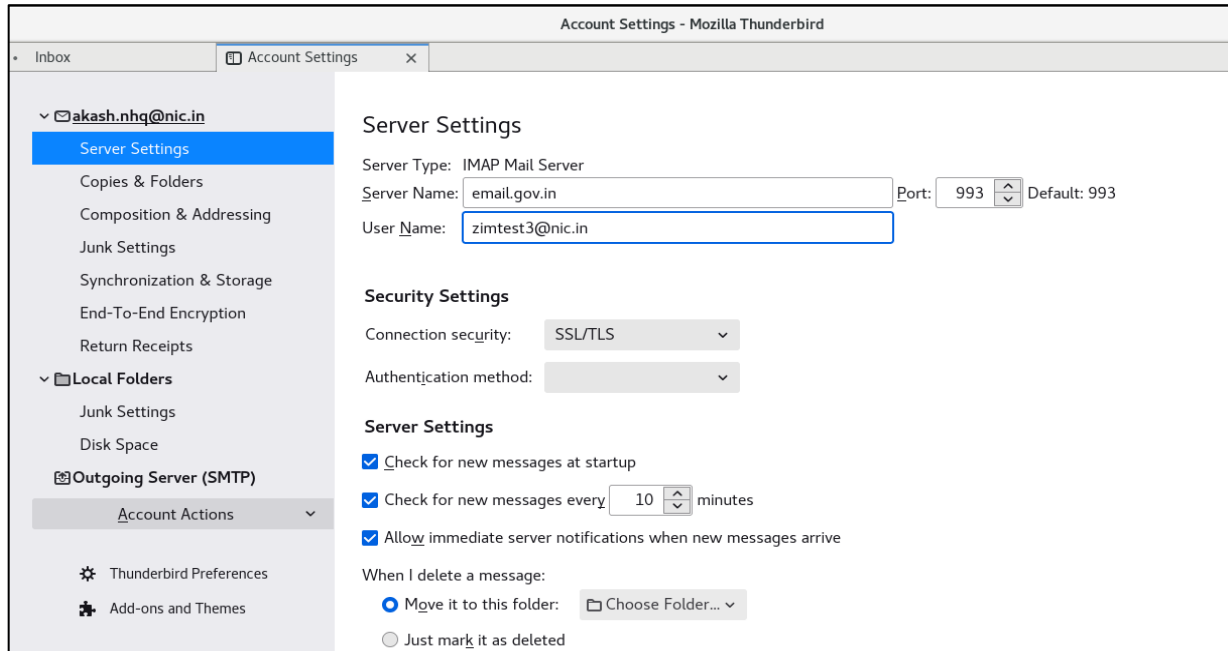 Account Settings - Mozilla Thunderbird
Inbox
Account Settings
akash.nhq@nic.in
Server Settings
Copies & Folders
Composition & Addressing
Junk Settings
Synchronization & Storage
End-To-End Encryption
Return Receipts
Local Folders
Junk Settings
Disk Space
Outgoing Server (SMTP)
Account Actions
Thunderbird Preferences
Add-ons and Themes
Server Settings
Server Type: IMAP Mail Server
Server Name: email.gov.in Port: 993 Default: 993
User Name: zimtest3@nic.in
Security Settings
Connection security: SSL/TLS
Authentication method:
Server Settings
Check for new messages at startup
Check for new messages every 10 minutes
Allow immediate server notifications when new messages arrive
When I delete a message:
Move it to this folder: Choose Folder...
Just mark it as deleted